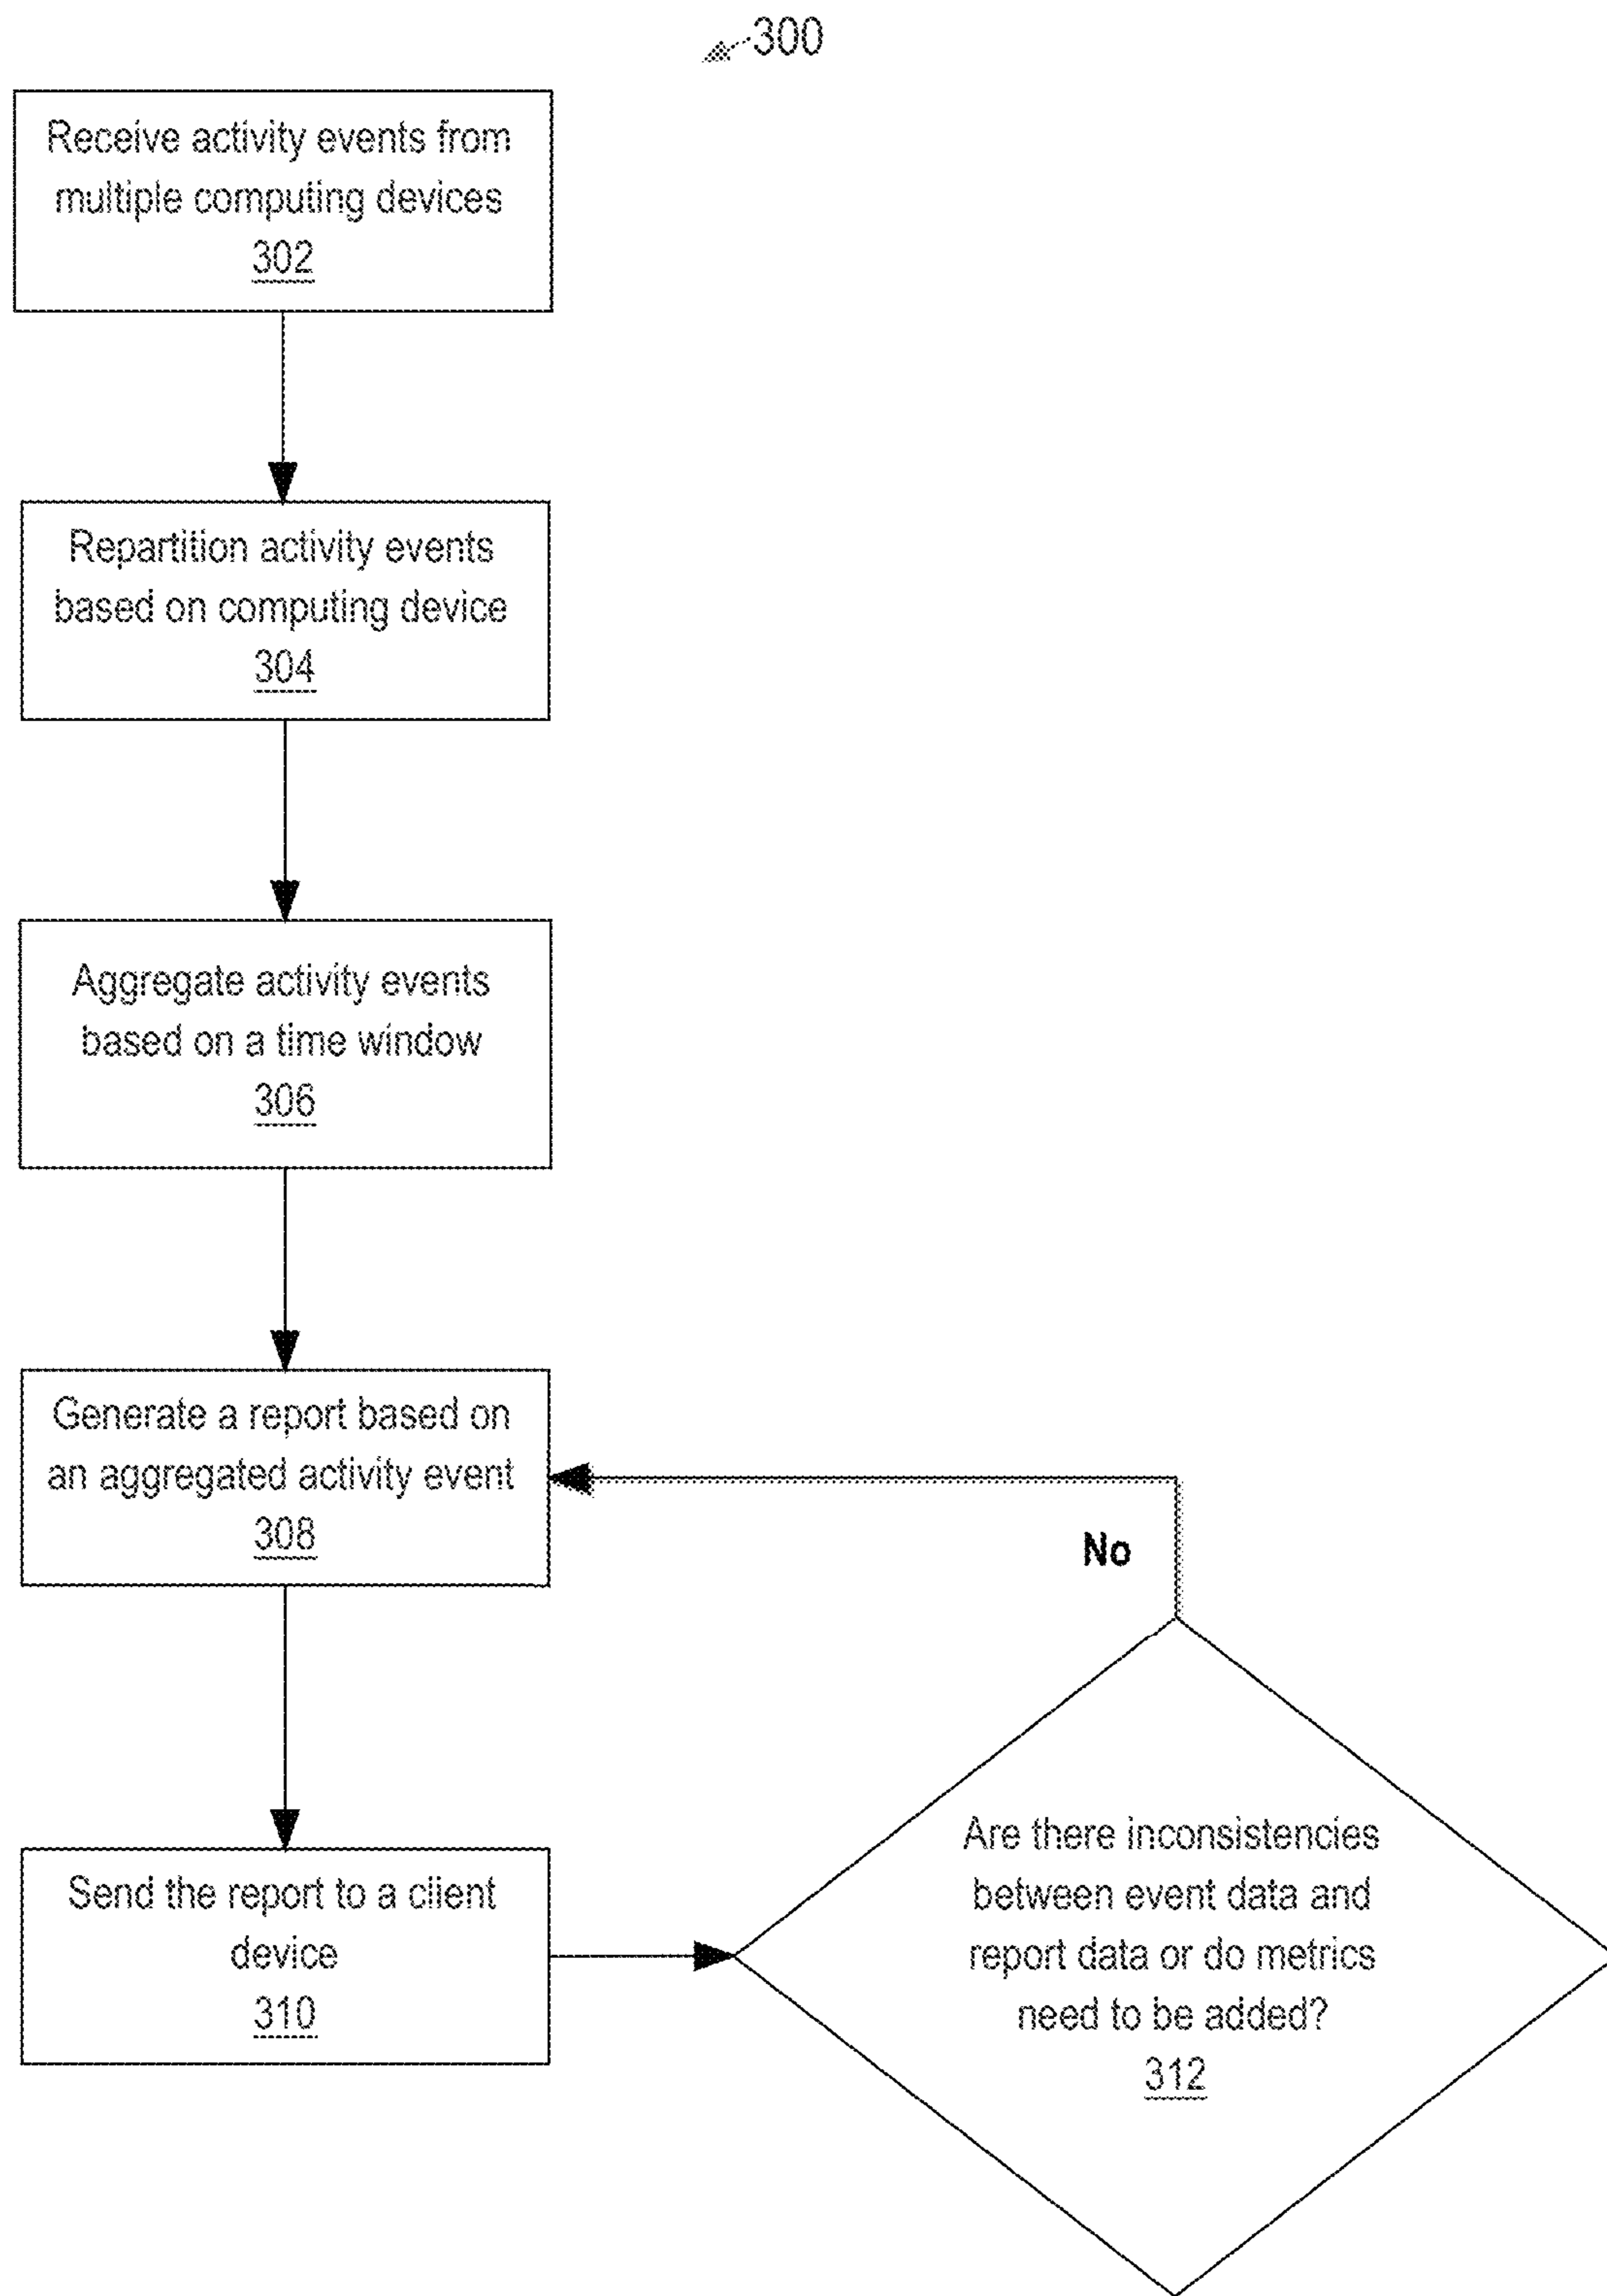 300
Receive activity events from
multiple computing devices
302
Repartition activity events
based on computing device
304
Aggregate activity events
based on a time window
306
Generate a report based on
an aggregated activity event
308
No
Send the report to a client
device
310
Are there inconsistencies
between event data and
report data or do metrics
need to be added?
312